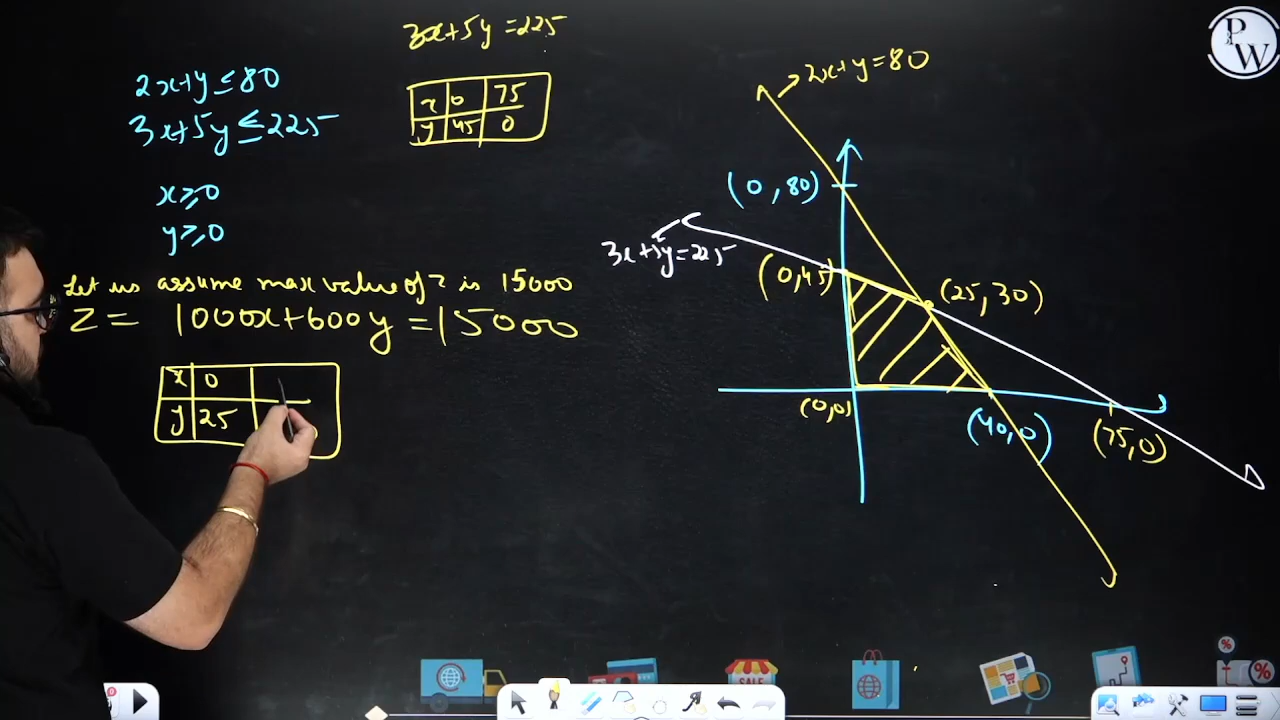 3x+5y=225
2x+y≤80
3x+5y≤225
x≥0
y≥0
x 0 75
y 45 0
Let us assume max value of z is 15000
Z = 1000x+600y=15000
x 0
y 25
2x+y=80
(0,80)
3x+5y=225
(0,45)
(25,30)
(0,0)
(40,0)
(75,0)
PW
SALE
%
%